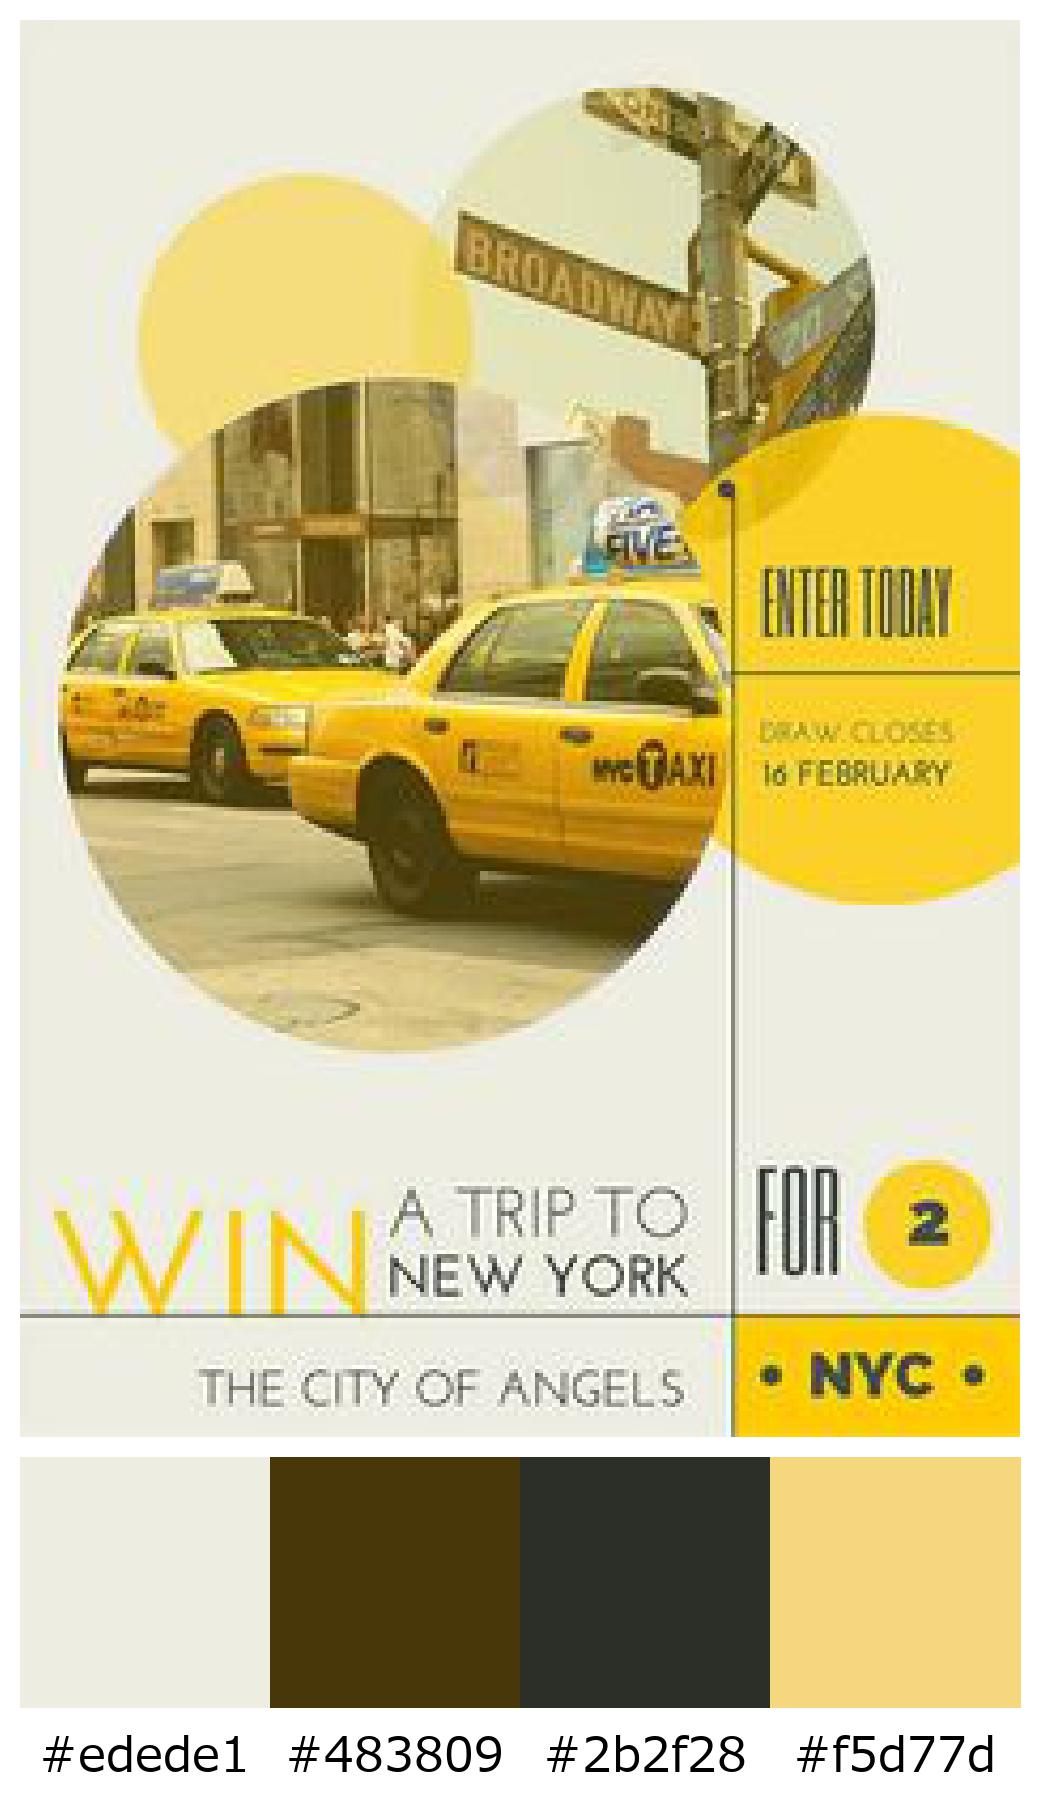 BROADWAY
FIVE
NYC TAXI
ENTER TODAY
DRAW CLOSES
16 FEBRUARY
WIN
A TRIP TO
NEW YORK
FOR
2
THE CITY OF ANGELS
• NYC •
#edede1 #483809 #2b2f28 #f5d77d